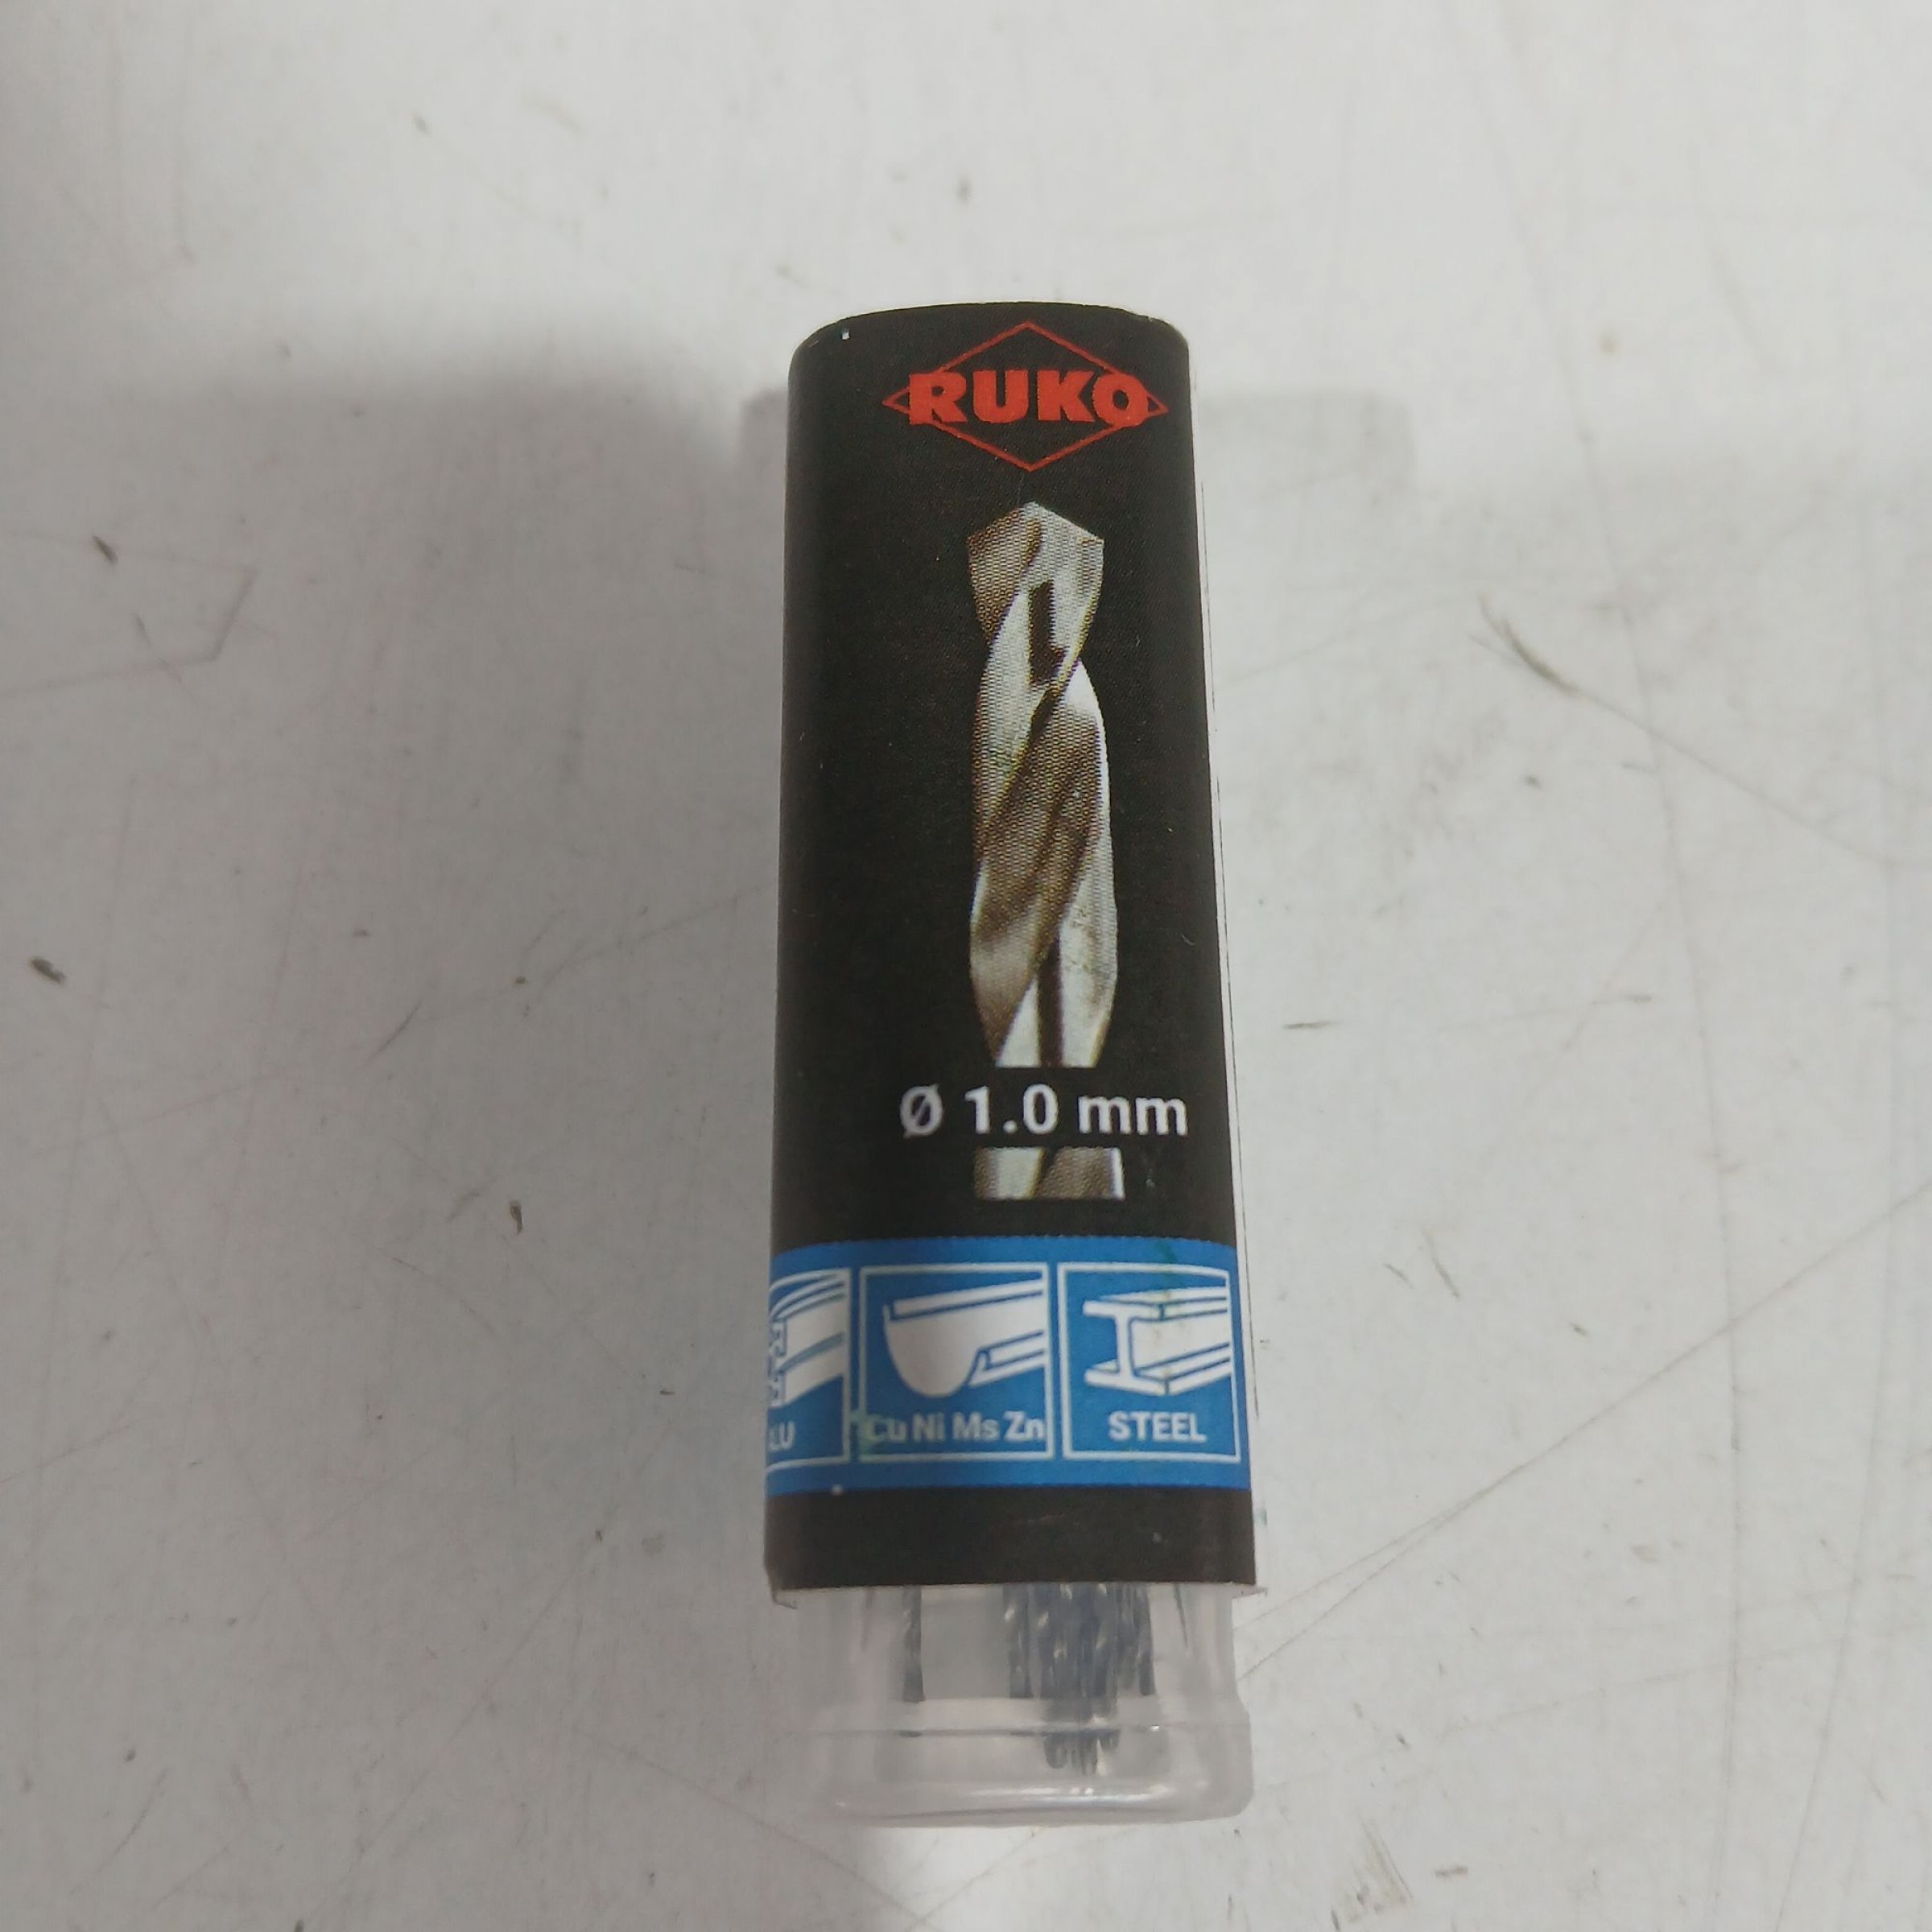 RUKO
Ø 1.0 mm
LU
Cu Ni Ms Zn
STEEL